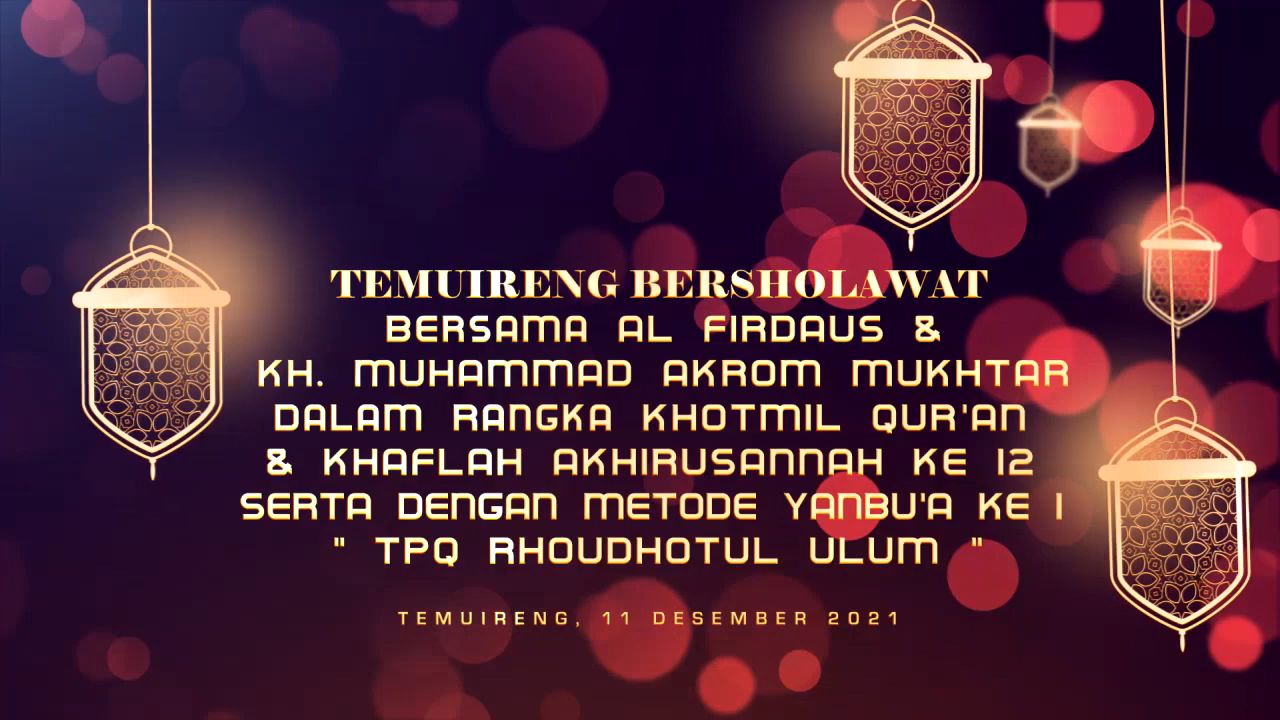 TEMUIRENG BERSHOLAWAT
BERSAMA AL FIRDAUS &
KH. MUHAMMAD AKROM MUKHTAR
DALAM RANGKA KHOTMIL QUR'AN
& KHAFLAH AKHIRUSANNAH KE 12
SERTA DENGAN METODE YANBU'A KE 1
" TPQ RHOUDHOTUL ULUM "
TEMUIRENG, 11 DESEMBER 2021